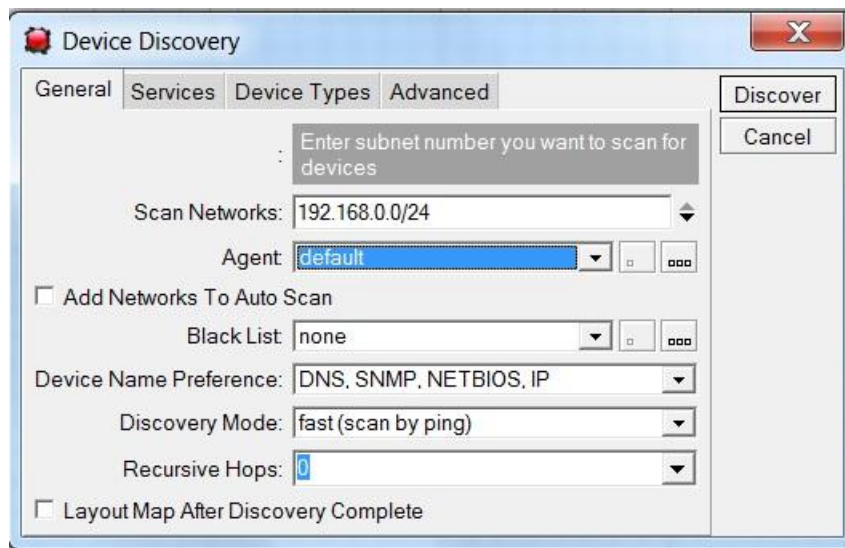 Device Discovery
X
General Services Device Types Advanced
Discover
Cancel
: Enter subnet number you want to scan for
devices
Scan Networks: 192.168.0.0/24
Agent: default
Add Networks To Auto Scan
Black List: none
Device Name Preference: DNS, SNMP, NETBIOS, IP
Discovery Mode: fast (scan by ping)
Recursive Hops: 0
Layout Map After Discovery Complete